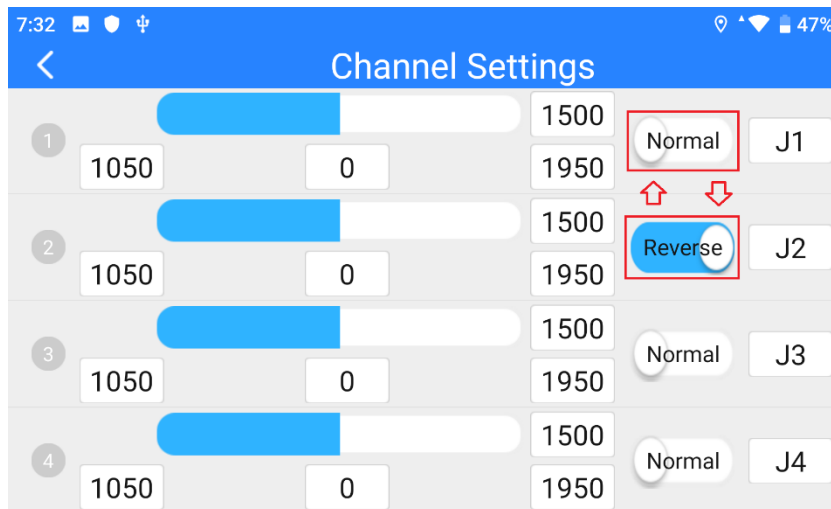 7:32 47%
Channel Settings
1 1500
1050 0 1950 Normal J1
2 1500
1050 0 1950 Reverse J2
3 1500
1050 0 1950 Normal J3
4 1500
1050 0 1950 Normal J4